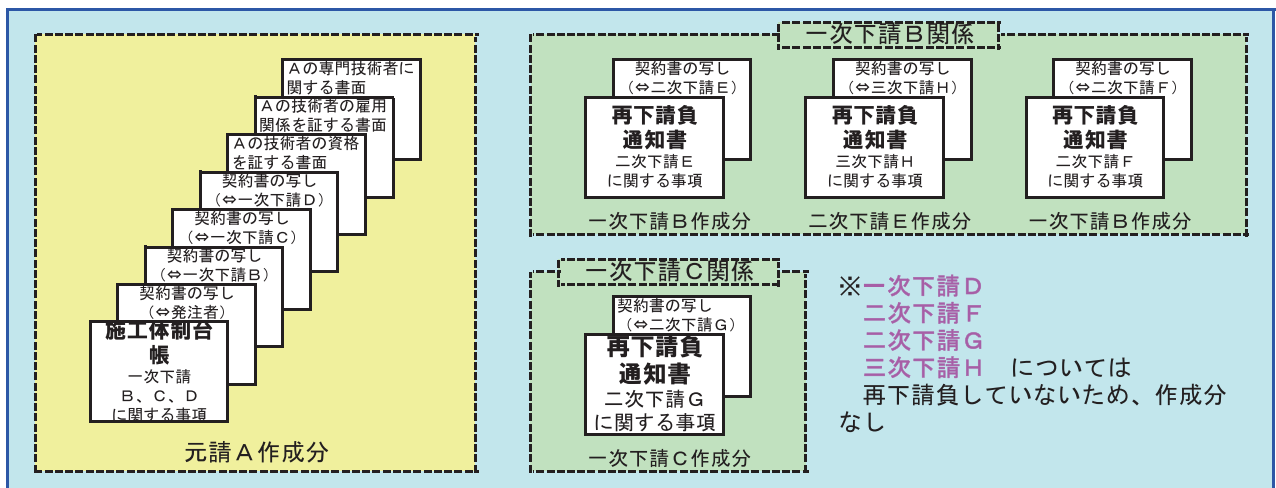 Ａの専門技術者に
関する書面
Ａの技術者の雇用
関係を証する書面
Ａの技術者の資格
を証する書面
契約書の写し
（⇔一次下請Ｄ）
契約書の写し
（⇔一次下請Ｃ）
契約書の写し
（⇔一次下請Ｂ）
契約書の写し
（⇔発注者）
施工体制台
帳
一次下請
Ｂ、Ｃ、Ｄ
に関する事項
元請Ａ作成分
一次下請Ｂ関係
契約書の写し
（⇔二次下請Ｅ）
再下請負
通知書
二次下請Ｅ
に関する事項
一次下請Ｂ作成分
契約書の写し
（⇔三次下請Ｈ）
再下請負
通知書
三次下請Ｈ
に関する事項
二次下請Ｅ作成分
契約書の写し
（⇔二次下請Ｆ）
再下請負
通知書
二次下請Ｆ
に関する事項
一次下請Ｂ作成分
一次下請Ｃ関係
契約書の写し
（⇔二次下請Ｇ）
再下請負
通知書
二次下請Ｇ
に関する事項
一次下請Ｃ作成分
※一次下請Ｄ
二次下請Ｆ
二次下請Ｇ
三次下請Ｈ　については
再下請負していないため、作成分
なし